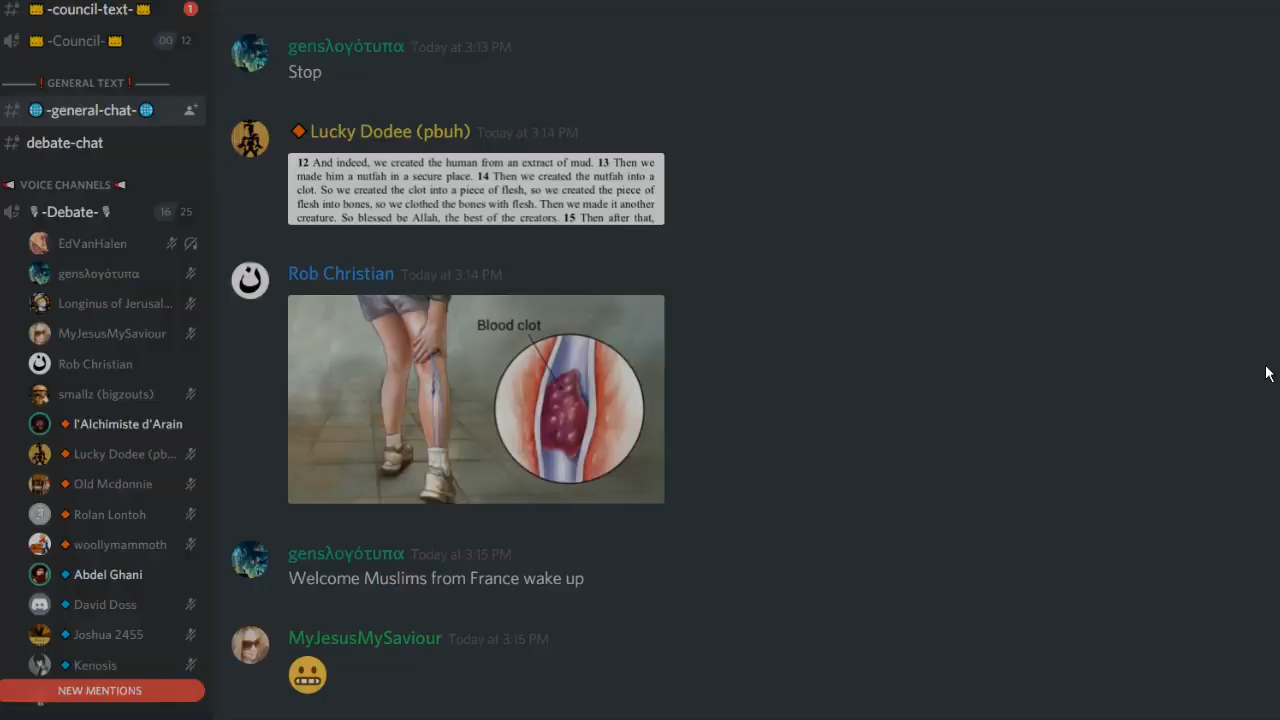 -council-text-
1
-Council-
00 12
GENERAL TEXT
-general-chat-
debate-chat
VOICE CHANNELS
-Debate-
16 25
EdVanHalen
gensλογότυπα
Longinus of Jerusal...
MyJesusMySaviour
Rob Christian
smallz (bigzouts)
l'Alchimiste d'Arain
Lucky Dodee (pb...
Old Mcdonnie
Rolan Lontoh
woollymammoth
Abdel Ghani
David Doss
Joshua 2455
Kenosis
NEW MENTIONS
gensλογότυπα Today at 3:13 PM
Stop
Lucky Dodee (pbuh) Today at 3:14 PM
12 And indeed, we created the human from an extract of mud. 13 Then we
made him a nutfah in a secure place. 14 Then we created the nutfah into a
clot. So we created the clot into a piece of flesh, so we created the piece of
flesh into bones, so we clothed the bones with flesh. Then we made it another
creature. So blessed be Allah, the best of the creators. 15 Then after that,
Rob Christian Today at 3:14 PM
Blood clot
gensλογότυπα Today at 3:15 PM
Welcome Muslims from France wake up
MyJesusMySaviour Today at 3:15 PM